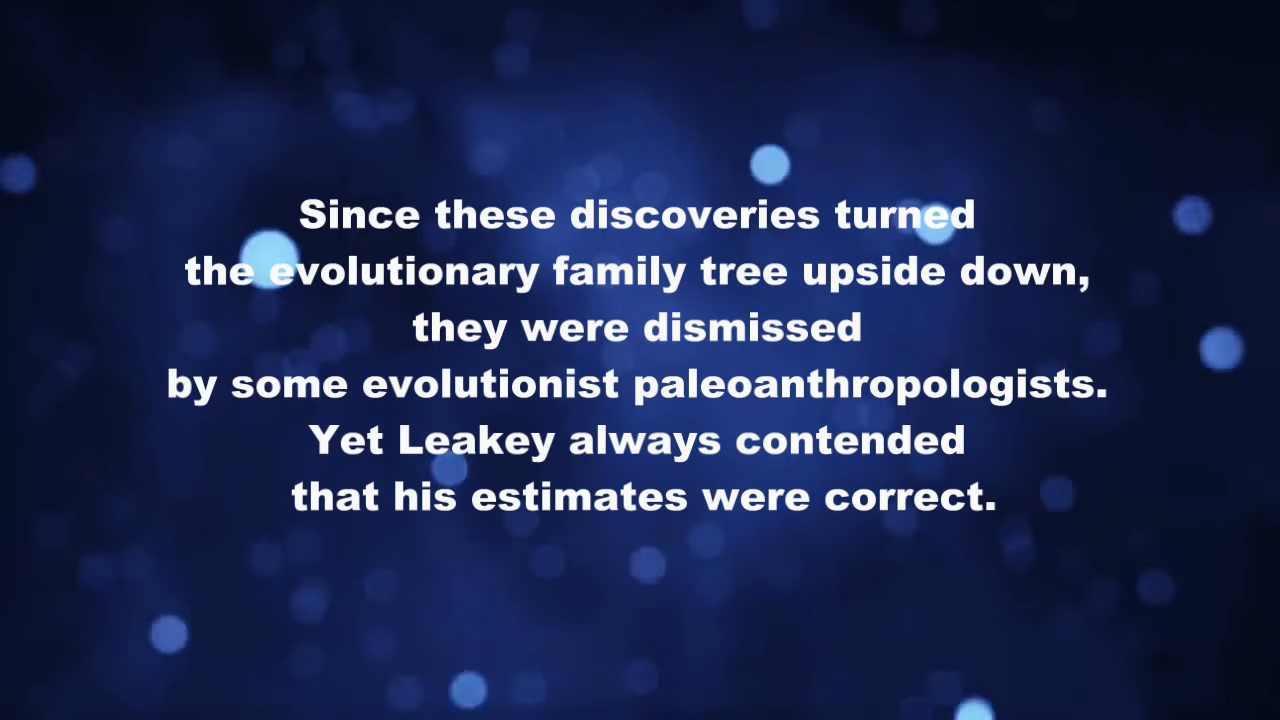 Since these discoveries turned
the evolutionary family tree upside down,
they were dismissed
by some evolutionist paleoanthropologists.
Yet Leakey always contended
that his estimates were correct.